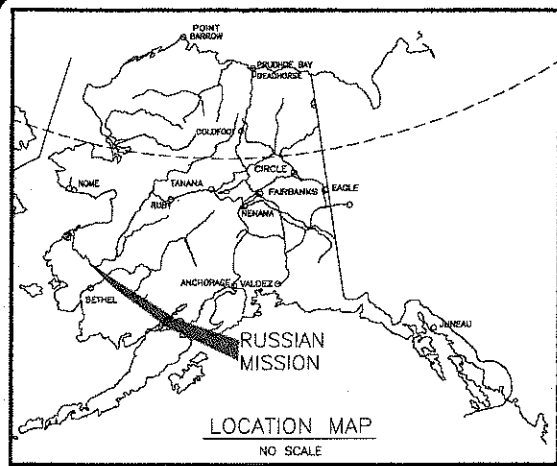 POINT
BARROW
PRUDHOE BAY
DEADHORSE
COLDFOOT
CIRCLE
NOME
TANANA
FAIRBANKS
EAGLE
RUBY
NENANA
ANCHORAGE
VALDEZ
BETHEL
JUNEAU
RUSSIAN
MISSION
LOCATION MAP
NO SCALE